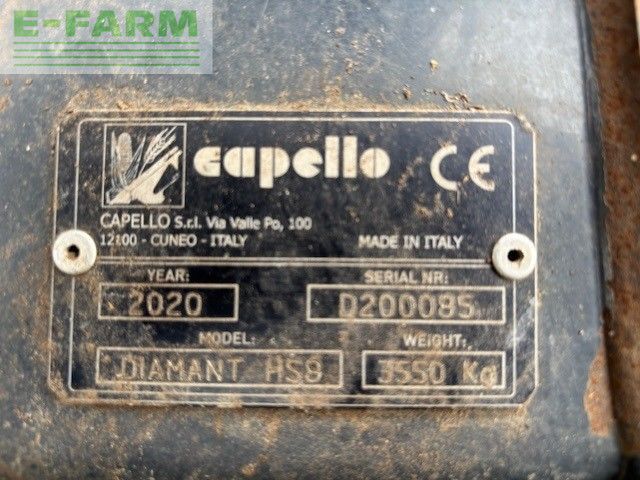 E-FARM
capello
CE
CAPELLO S.r.l. Via Valle Po, 100
12100 - CUNEO - ITALY
MADE IN ITALY
YEAR:
SERIAL NR:
2020
D200085
MODEL:
WEIGHT:
DIAMANT HS8
3550 Kg